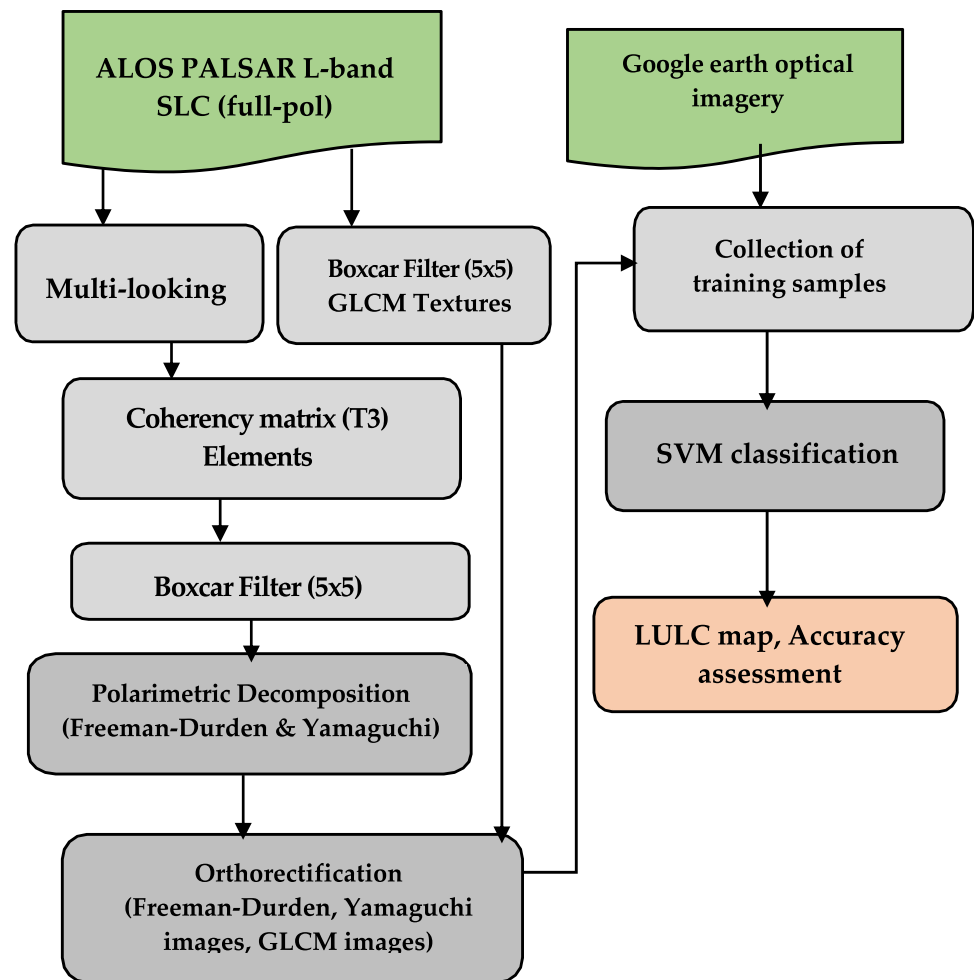 ALOS PALSAR L-band
SLC (full-pol)
Google earth optical
imagery
Multi-looking
Boxcar Filter (5x5)
GLCM Textures
Collection of
training samples
Coherency matrix (T3)
Elements
SVM classification
Boxcar Filter (5x5)
LULC map, Accuracy
assessment
Polarimetric Decomposition
(Freeman-Durden & Yamaguchi)
Orthorectification
(Freeman-Durden, Yamaguchi
images, GLCM images)